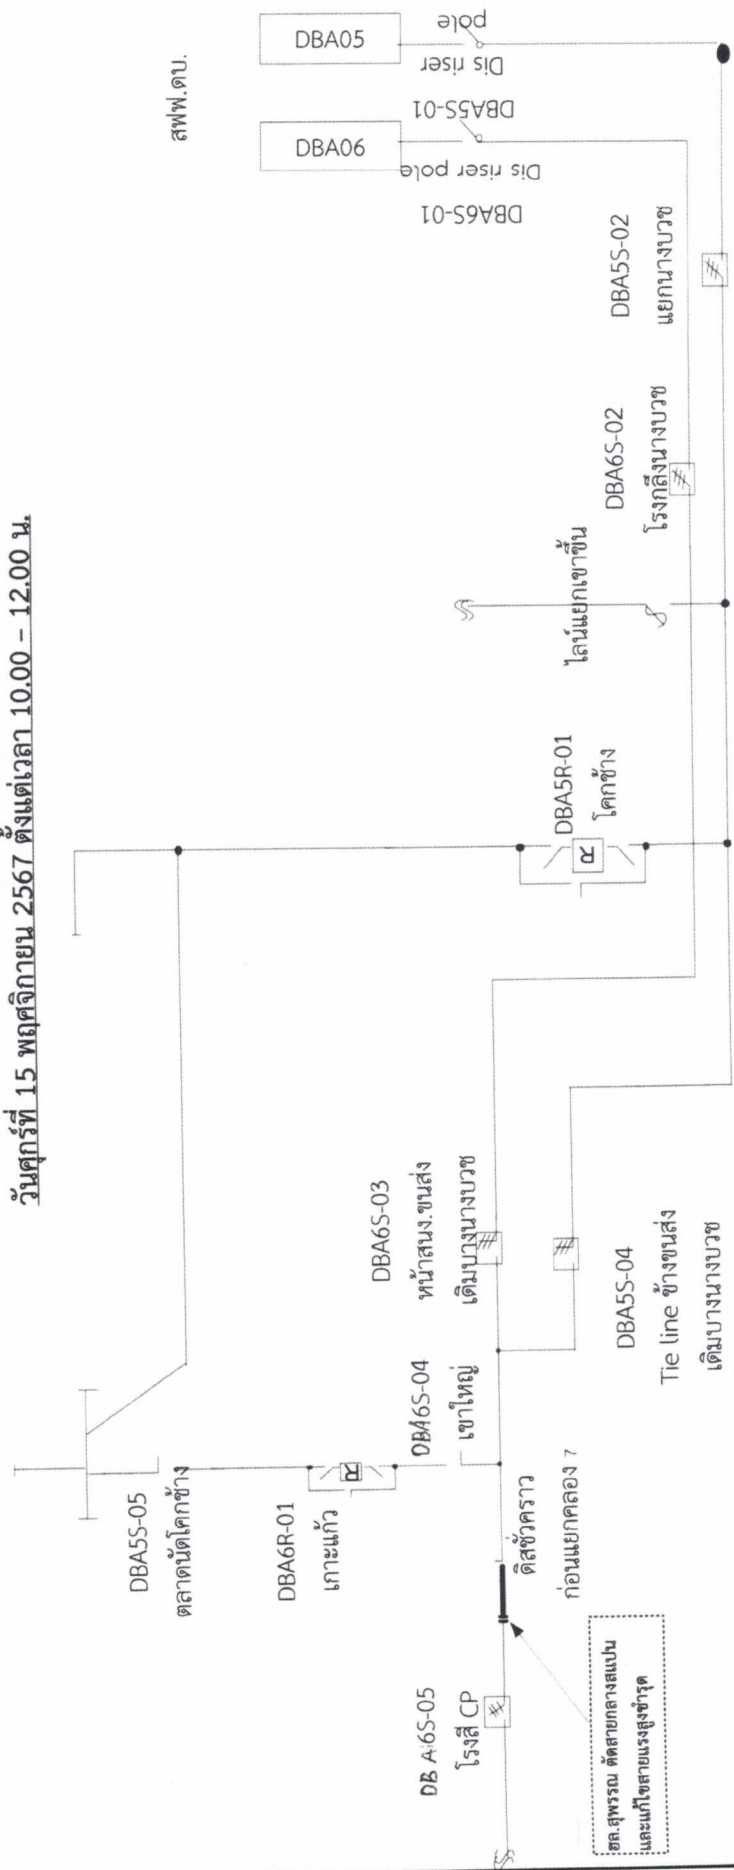 วันศุกร์ที่ 15 พฤศจิกายน 2567 ตั้งแต่เวลา 10.00 – 12.00 น.
สฟฟ.ดบ.
DBA05
Dis riser
pole
DBA5S-01
DBA06
Dis riser pole
DBA6S-01
DBA5S-02
แยกนางบวช
DBA6S-02
โรงกลึงนางบวช
ไลน์แยกเขาขึ้น
DBA5R-01
โคกช้าง
R
DBA6S-03
หน้าสนง.ขนส่ง
เดิมบางนางบวช
DBA5S-04
Tie line ข้างขนส่ง
เดิมบางนางบวช
DBA6S-04
เขาใหญ่
DBA5S-05
ตลาดนัดโคกช้าง
DBA6R-01
เกาะแก้ว
R
ดิสชั่วคราว
ก่อนแยกคลอง 7
DBA6S-05
โรงสี CP
ฮล.สุพรรณ ตัดสายกลางสแปน
และแก้ไขสายแรงสูงชำรุด